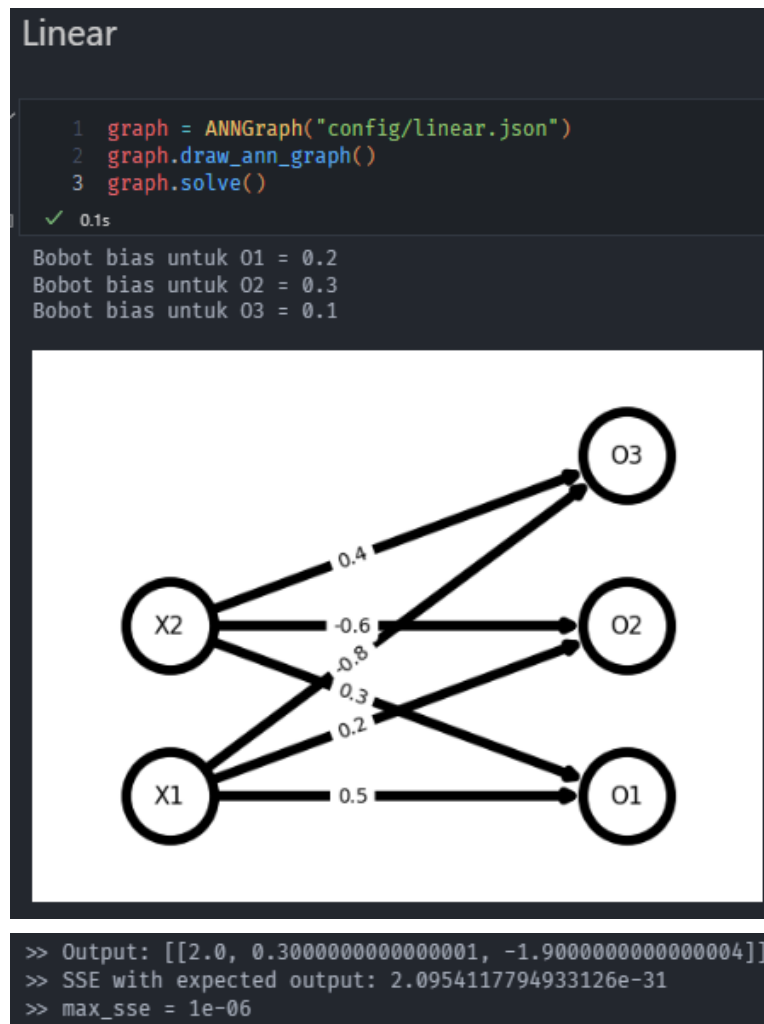 Linear
1 graph = ANNGraph("config/linear.json")
2 graph.draw_ann_graph()
3 graph.solve()
✓ 0.1s
Bobot bias untuk O1 = 0.2
Bobot bias untuk O2 = 0.3
Bobot bias untuk O3 = 0.1
O3
0.4
X2
-0.6
O2
-0.8
0.3
0.2
X1
0.5
O1
>> Output: [[2.0, 0.3000000000000001, -1.9000000000000004]]
>> SSE with expected output: 2.0954117794933126e-31
>> max_sse = 1e-06